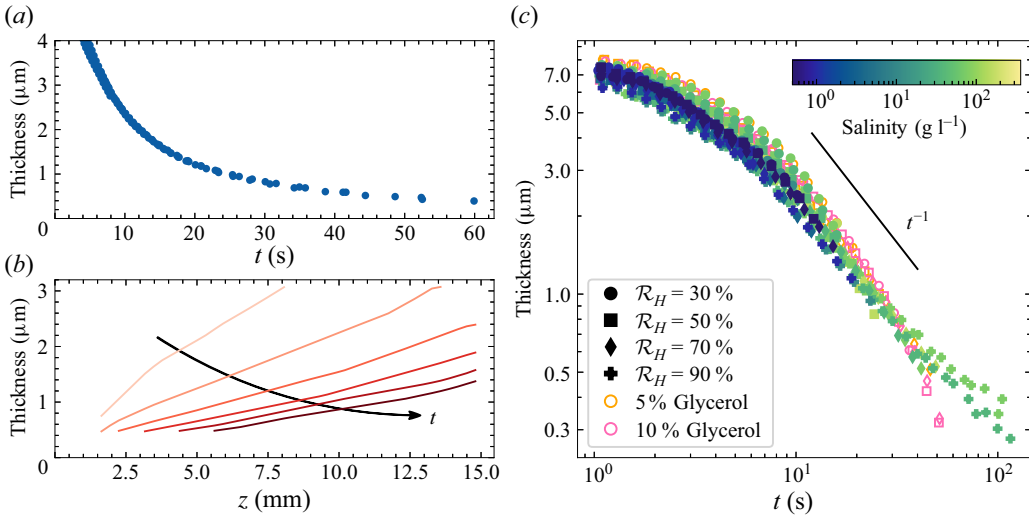 (a)
4
3
2
1
0
Thickness (μm)
10 20 30 40 50 60
t (s)
(b)
3
2
1
0
Thickness (μm)
t
2.5 5.0 7.5 10.0 12.5 15.0
z (mm)
(c)
7.0
5.0
3.0
1.0
0.5
0.3
Thickness (μm)
10⁰ 10¹ 10²
Salinity (g l⁻¹)
t⁻¹
R_H = 30 %
R_H = 50 %
R_H = 70 %
R_H = 90 %
5 % Glycerol
10 % Glycerol
10⁰ 10¹ 10²
t (s)